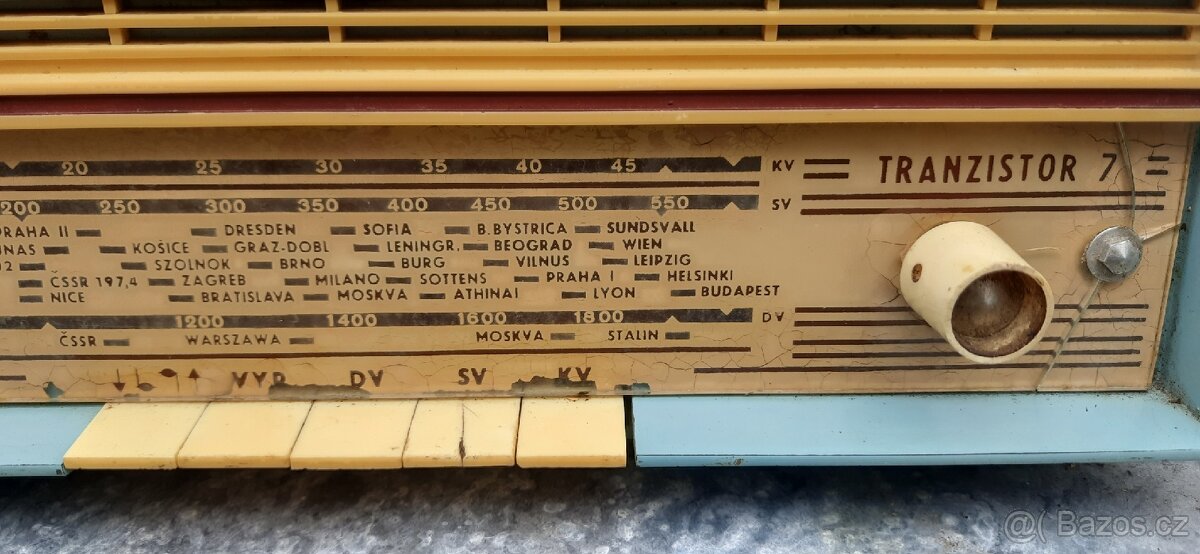 20 25 30 35 40 45 KV TRANZISTOR 7
200 250 300 350 400 450 500 550 SV
PRAHA II DRESDEN SOFIA B.BYSTRICA SUNDSVALL
KOŠICE GRAZ-DOBL LENINGR. BEOGRAD WIEN
SZOLNOK BRNO BURG VILNUS LEIPZIG
ČSSR 197,4 ZAGREB MILANO SOTTENS PRAHA I HELSINKI
NICE BRATISLAVA MOSKVA ATHINAI LYON BUDAPEST
1200 1400 1600 1800 DV
ČSSR WARSZAWA MOSKVA STALIN
VYP DV SV KV
@( Bazos.cz